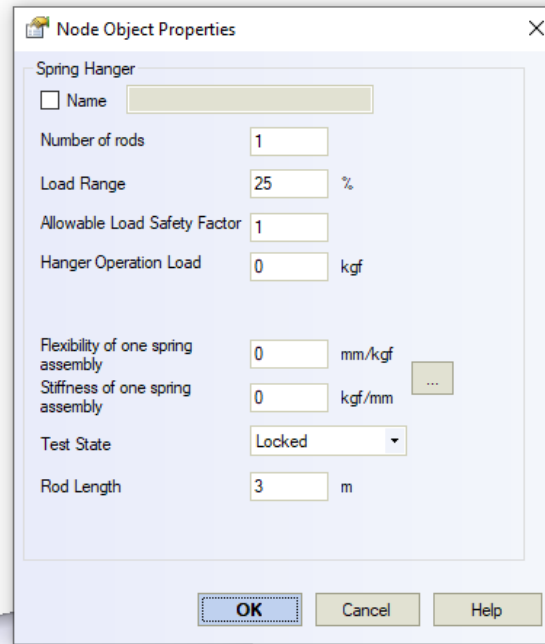 Node Object Properties
Spring Hanger
Name
Number of rods 1
Load Range 25 %
Allowable Load Safety Factor 1
Hanger Operation Load 0 kgf
Flexibility of one spring
assembly 0 mm/kgf
...
Stiffness of one spring
assembly 0 kgf/mm
Test State Locked
Rod Length 3 m
OK Cancel Help